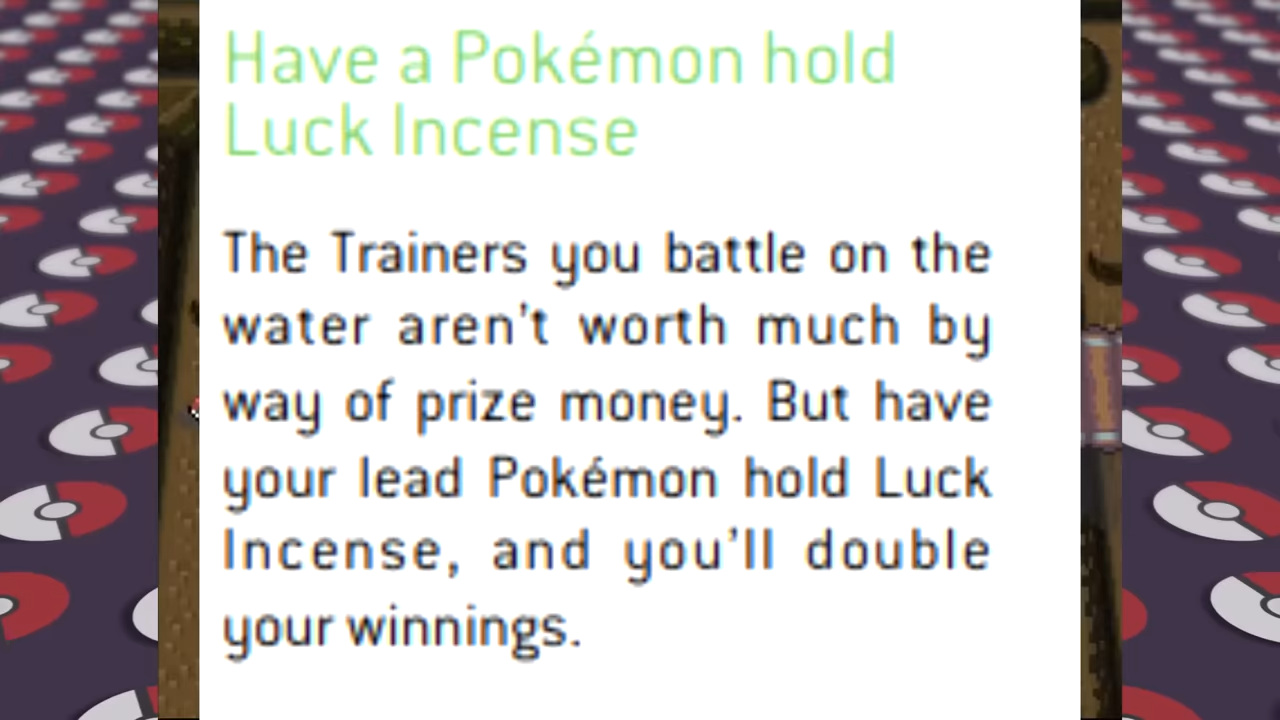 Have a Pokémon hold
Luck Incense
The Trainers you battle on the
water aren't worth much by
way of prize money. But have
your lead Pokémon hold Luck
Incense, and you'll double
your winnings.